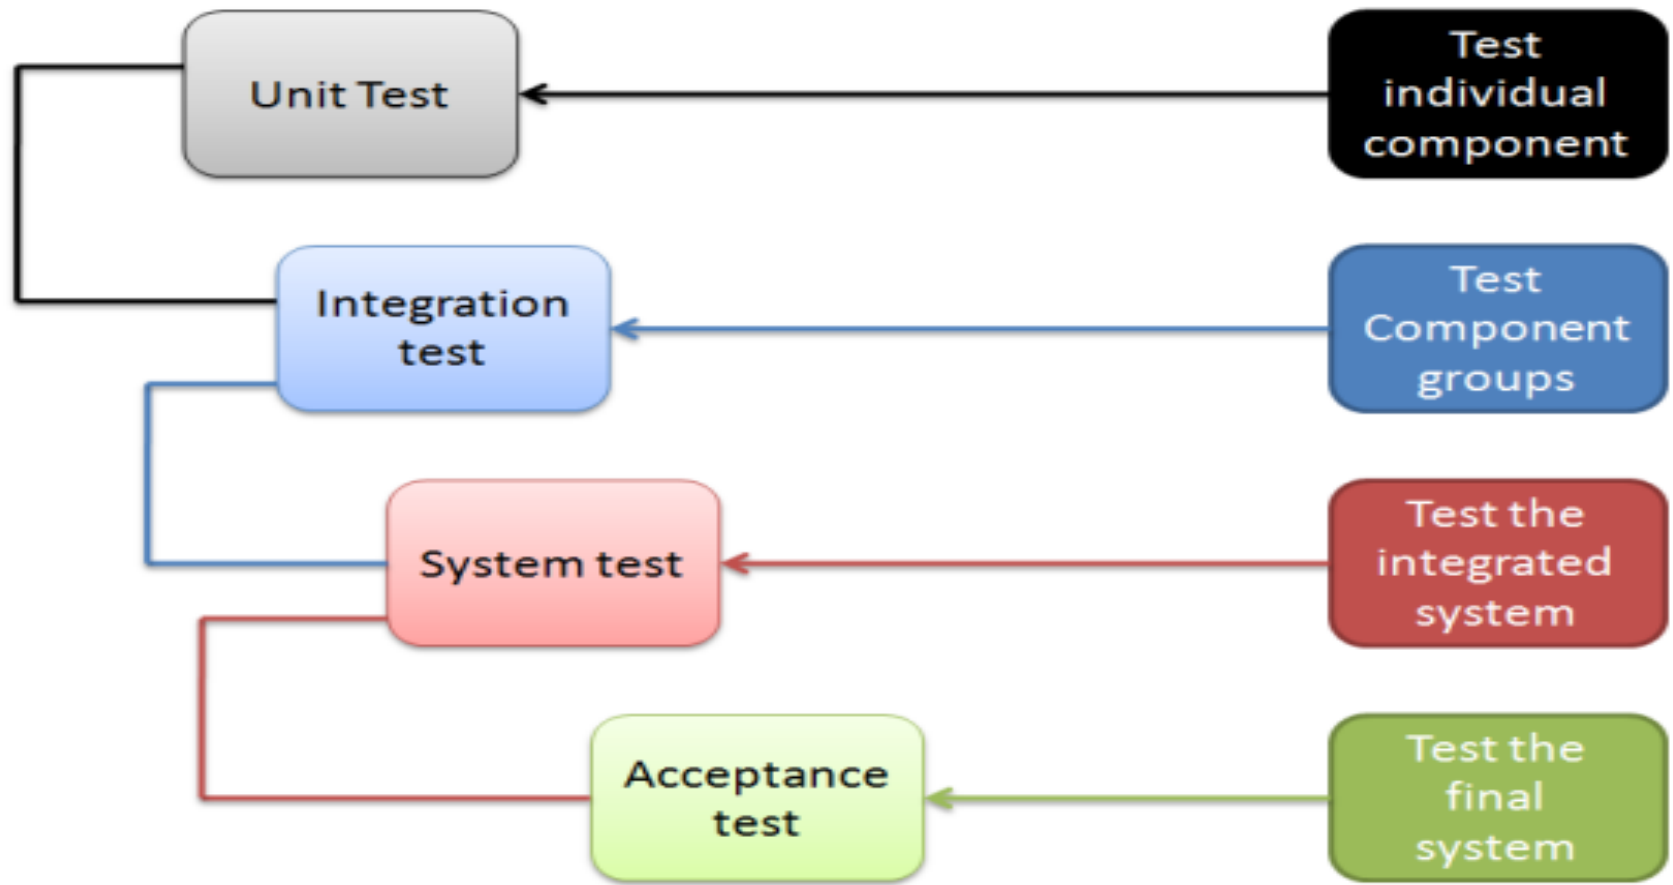 Unit Test
Test
individual
component
Integration
test
Test
Component
groups
System test
Test the
integrated
system
Acceptance
test
Test the
final
system